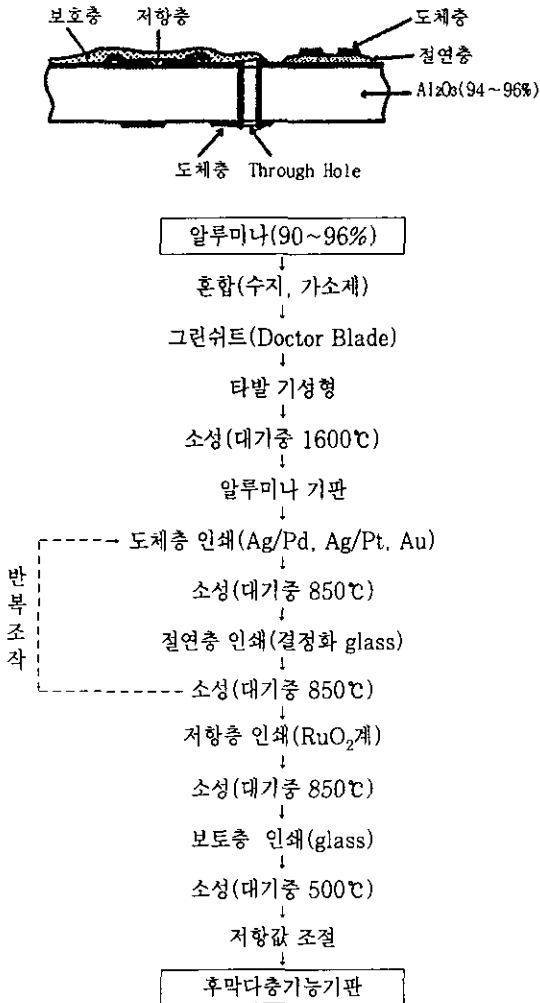 보호층 저항층 도체층
절연층
Al₂O₃(94~96%)
도체층 Through Hole
알루미나(90~96%)
혼합(수지, 가소제)
그린쉬트(Doctor Blade)
타발 기성형
소성(대기중 1600℃)
알루미나 기판
도체층 인쇄(Ag/Pd, Ag/Pt, Au)
소성(대기중 850℃)
절연층 인쇄(결정화 glass)
소성(대기중 850℃)
반복조작
저항층 인쇄(RuO₂계)
소성(대기중 850℃)
보토층 인쇄(glass)
소성(대기중 500℃)
저항값 조절
후막다층기능기판